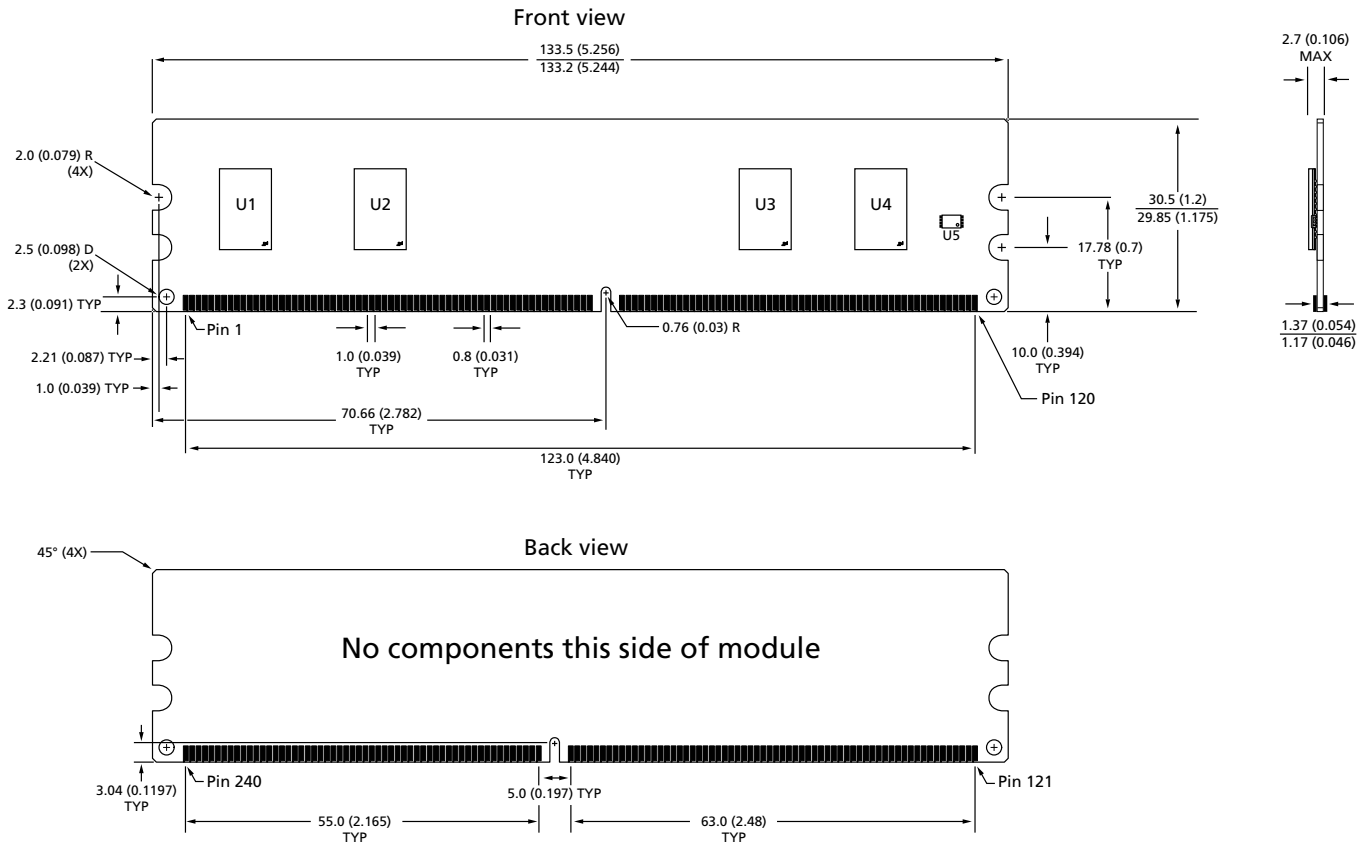 Front view
133.5 (5.256)
133.2 (5.244)
2.7 (0.106)
MAX
2.0 (0.079) R
(4X)
U1
U2
U3
U4
U5
30.5 (1.2)
29.85 (1.175)
2.5 (0.098) D
(2X)
17.78 (0.7)
TYP
2.3 (0.091) TYP
Pin 1
0.76 (0.03) R
1.37 (0.054)
1.17 (0.046)
2.21 (0.087) TYP
1.0 (0.039)
TYP
0.8 (0.031)
TYP
10.0 (0.394)
TYP
1.0 (0.039) TYP
Pin 120
70.66 (2.782)
TYP
123.0 (4.840)
TYP
Back view
45° (4X)
No components this side of module
Pin 240
Pin 121
3.04 (0.1197)
TYP
5.0 (0.197) TYP
55.0 (2.165)
TYP
63.0 (2.48)
TYP